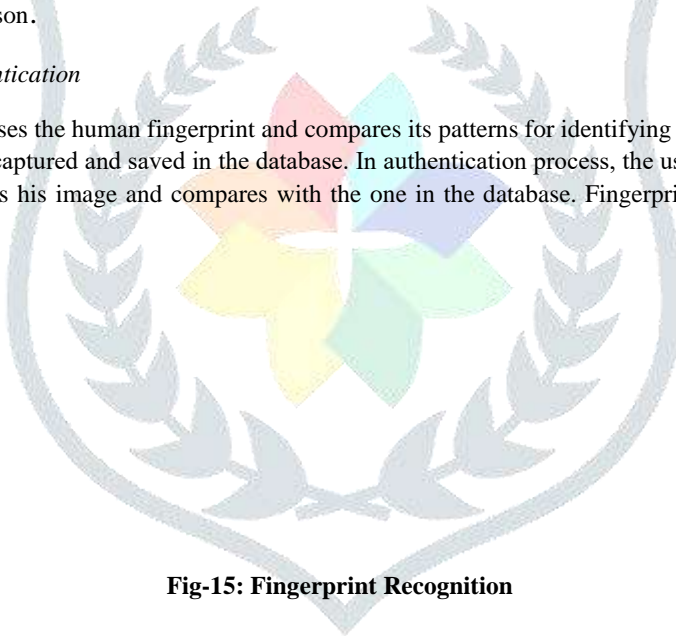 son.
ntication
ses the human fingerprint and compares its patterns for identifying
captured and saved in the database. In authentication process, the us
s his image and compares with the one in the database. Fingerpri
Fig-15: Fingerprint Recognition